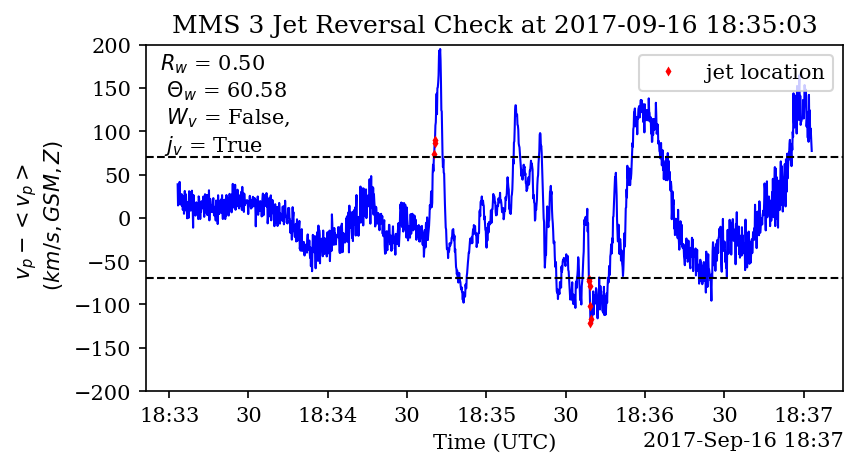 MMS 3 Jet Reversal Check at 2017-09-16 18:35:03
R_w = 0.50
Θ_w = 60.58
W_v = False,
j_v = True
jet location
v_p − < v_p >
(km/s, GSM, Z)
200
150
100
50
0
−50
−100
−150
−200
18:33 30 18:34 30 18:35 30 18:36 30 18:37
Time (UTC)
2017-Sep-16 18:37